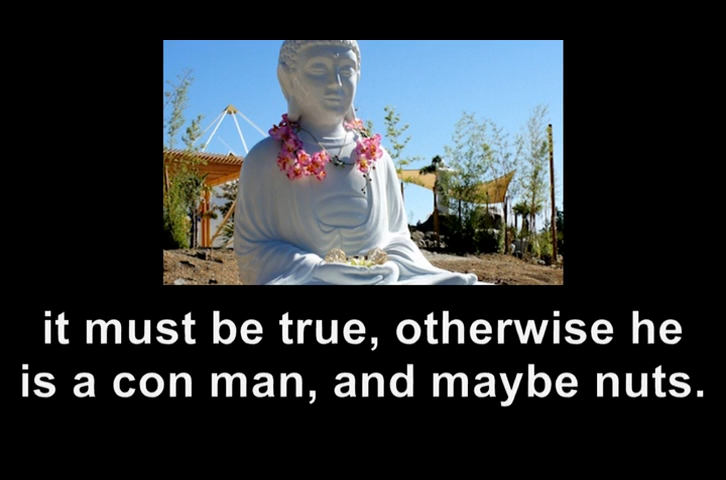 it must be true, otherwise he
is a con man, and maybe nuts.